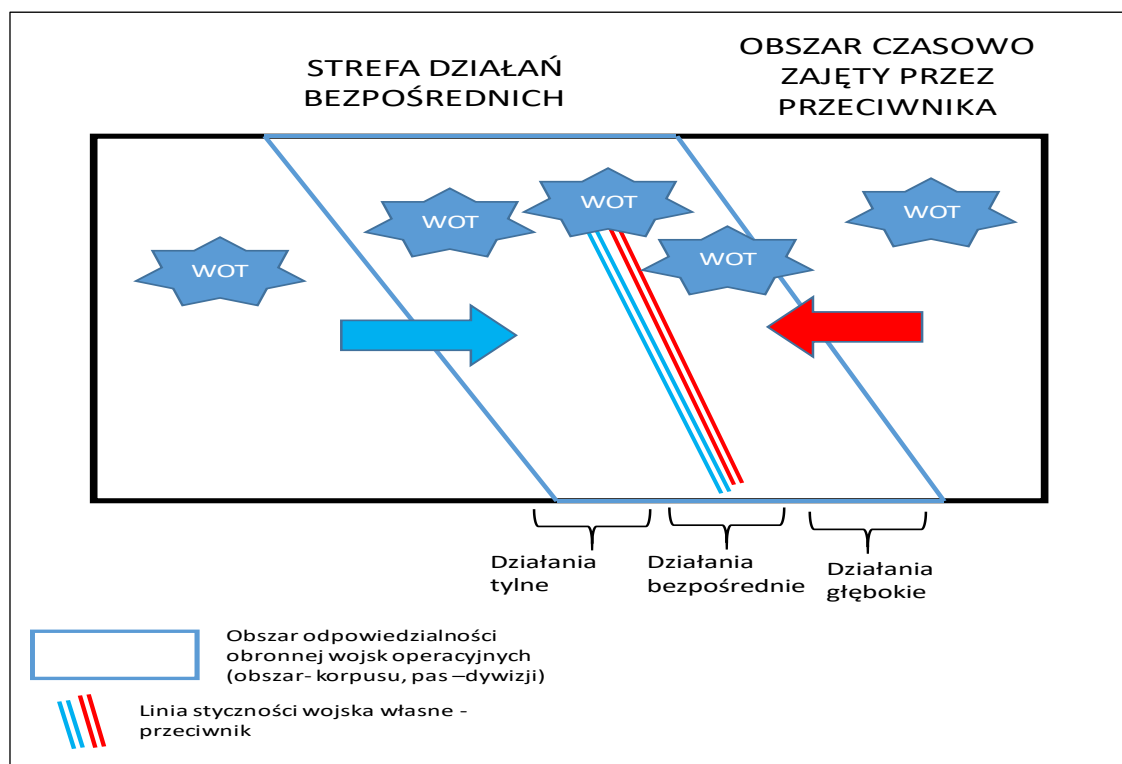 STREFA DZIAŁAŃ
BEZPOŚREDNICH
OBSZAR CZASOWO
ZAJĘTY PRZEZ
PRZECIWNIKA
WOT
WOT
WOT
WOT
WOT
Działania
tylne
Działania
bezpośrednie
Działania
głębokie
Obszar odpowiedzialności
obronnej wojsk operacyjnych
(obszar- korpusu, pas –dywizji)
Linia styczności wojska własne -
przeciwnik